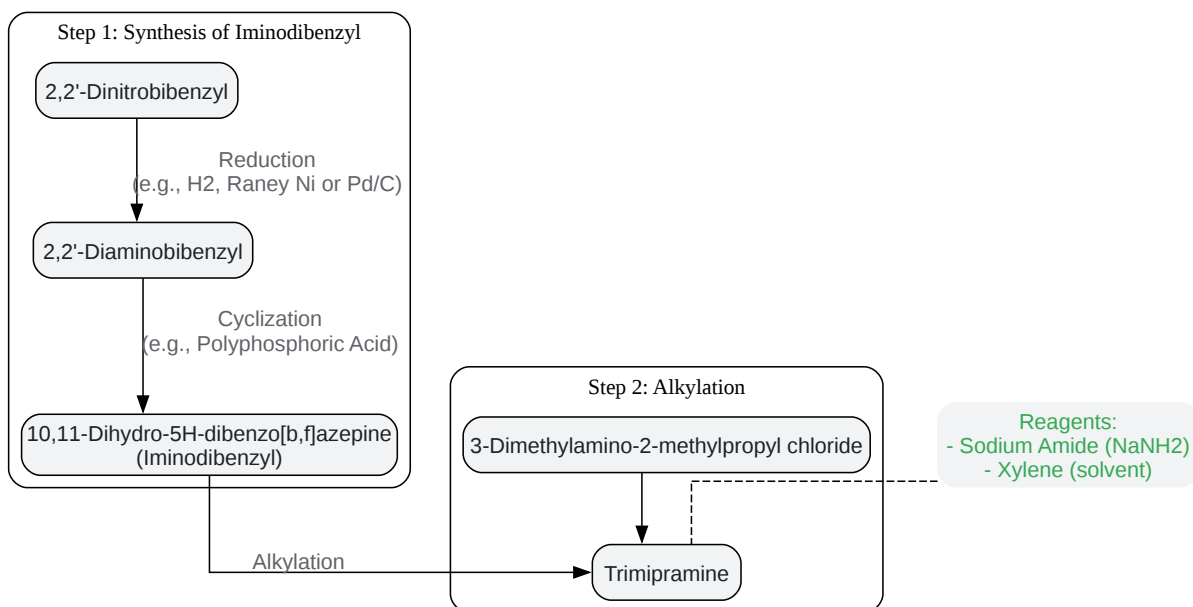 Step 1: Synthesis of Iminodibenzyl
2,2'-Dinitrobibenzyl
Reduction
(e.g., H2, Raney Ni or Pd/C)
2,2'-Diaminobibenzyl
Cyclization
(e.g., Polyphosphoric Acid)
10,11-Dihydro-5H-dibenzo[b,f]azepine
(Iminodibenzyl)
Step 2: Alkylation
3-Dimethylamino-2-methylpropyl chloride
Reagents:
- Sodium Amide (NaNH2)
- Xylene (solvent)
Alkylation
Trimipramine